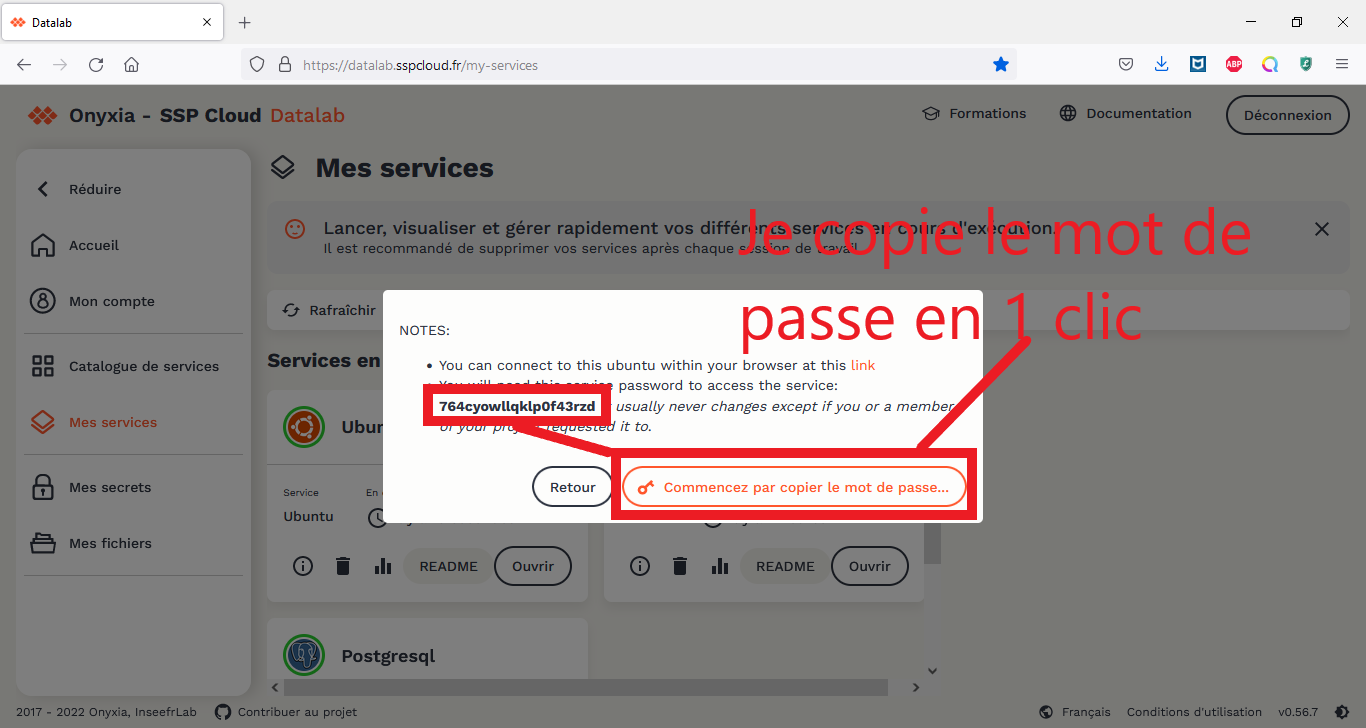 Datalab
https://datalab.sspcloud.fr/my-services
ABP
Onyxia - SSP Cloud Datalab
Formations
Documentation
Déconnexion
Réduire
Accueil
Mon compte
Catalogue de services
Mes services
Mes secrets
Mes fichiers
Mes services
Lancer, visualiser et gérer rapidement vos différents services en cours d'exécution.
Il est recommandé de supprimer vos services après chaque session de travail.
Je copie le mot de
passe en 1 clic
Rafraîchir
Services en
NOTES:
• You can connect to this ubuntu within your browser at this link
• You will need this service password to access the service:
764cyowllqklp0f43rzd usually never changes except if you or a member
of your project requested it to.
Retour
Commencez par copier le mot de passe...
Service
Ubuntu
README
Ouvrir
README
Ouvrir
Postgresql
2017 - 2022 Onyxia, InseefrLab
Contribuer au projet
Français
Conditions d'utilisation
v0.56.7